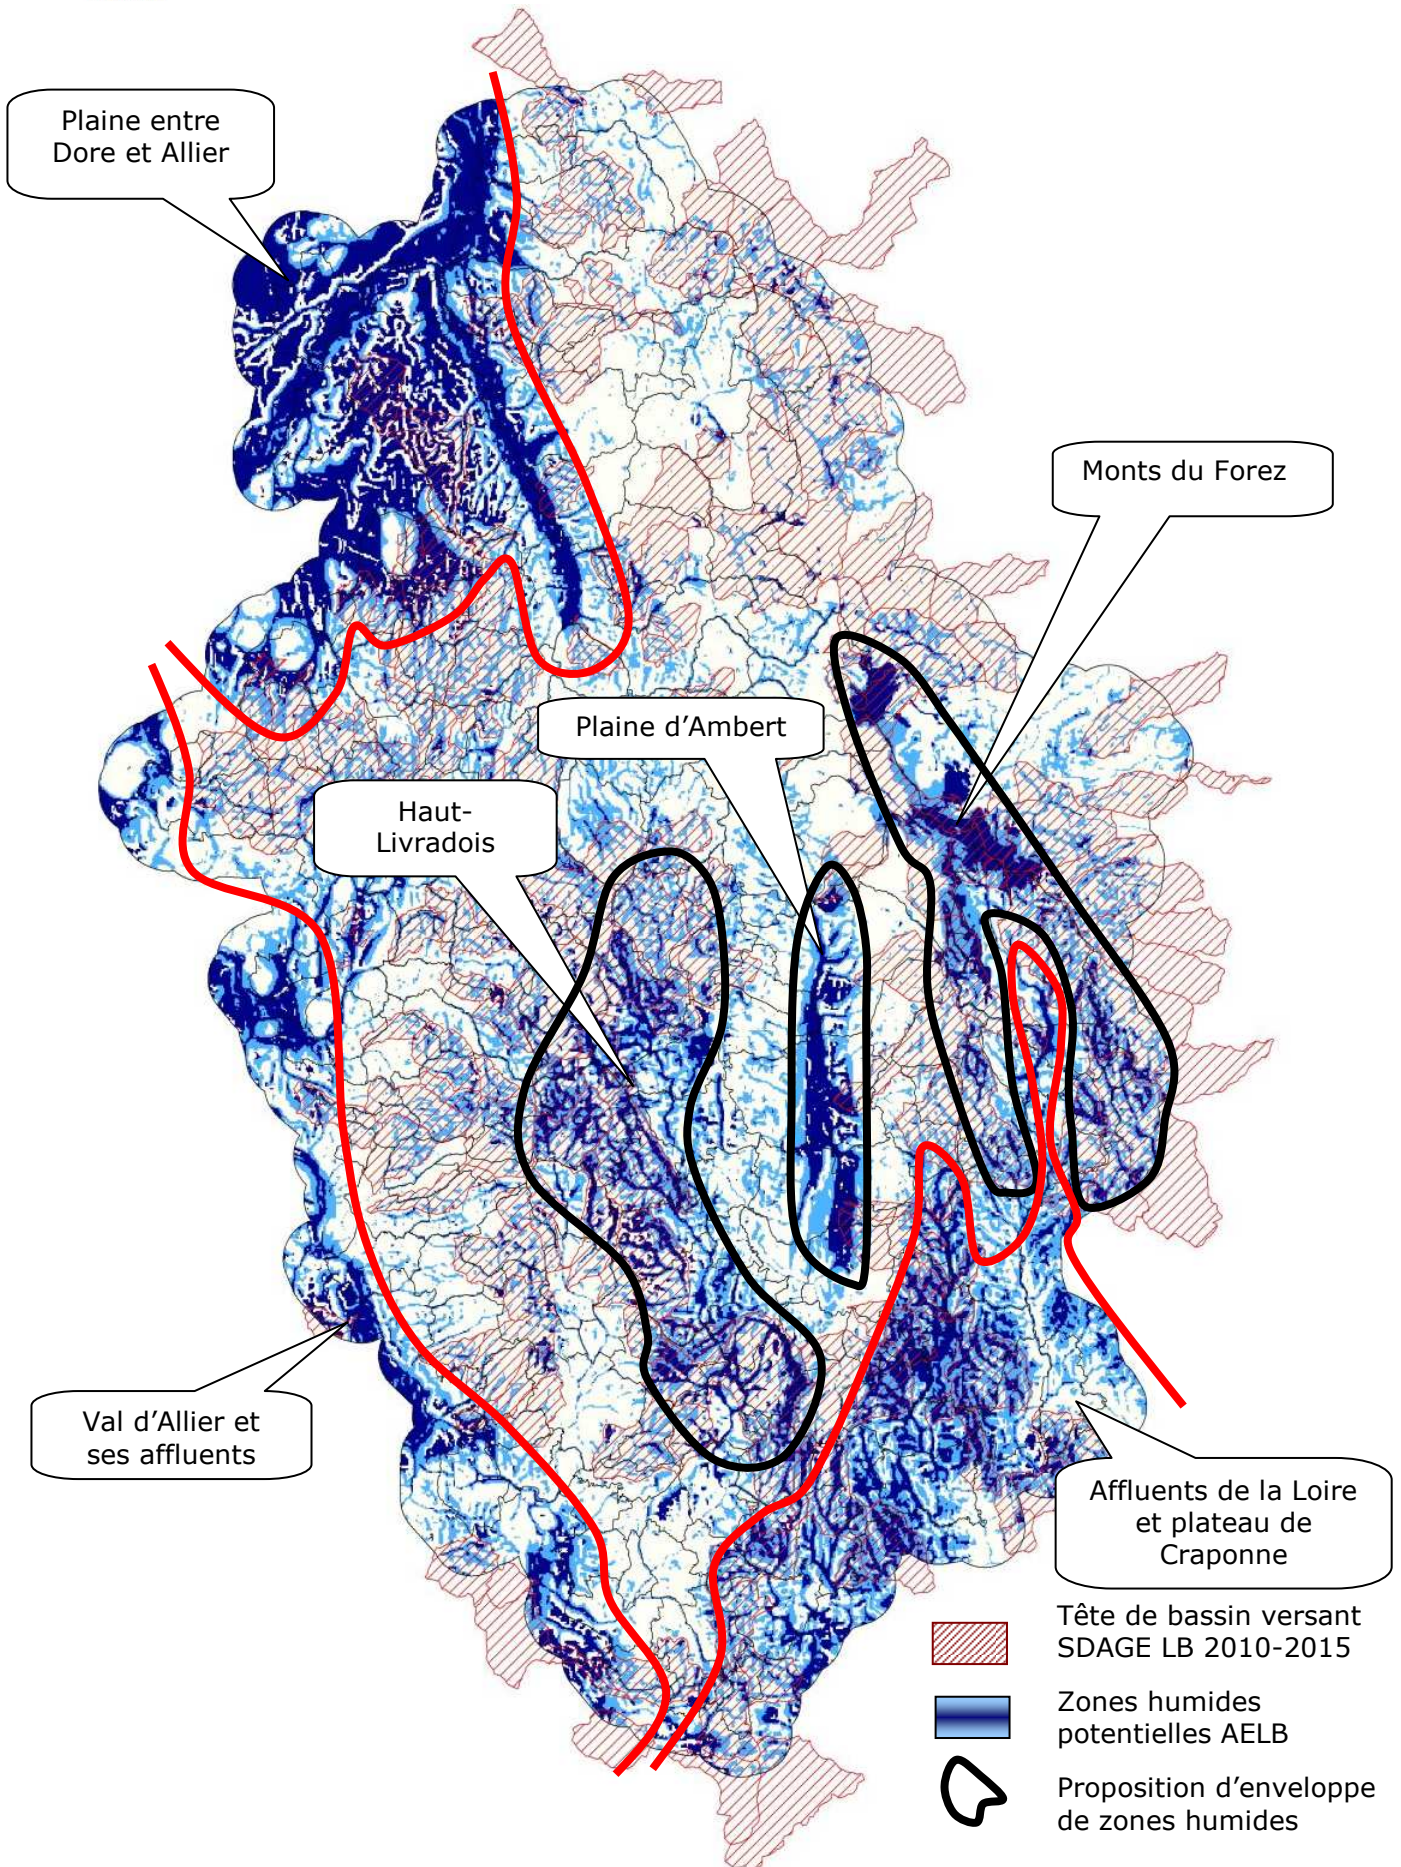 Plaine entre
Dore et Allier
Monts du Forez
Plaine d’Ambert
Haut-
Livradois
Val d’Allier et
ses affluents
Affluents de la Loire
et plateau de
Craponne
Tête de bassin versant
SDAGE LB 2010-2015
Zones humides
potentielles AELB
Proposition d’enveloppe
de zones humides